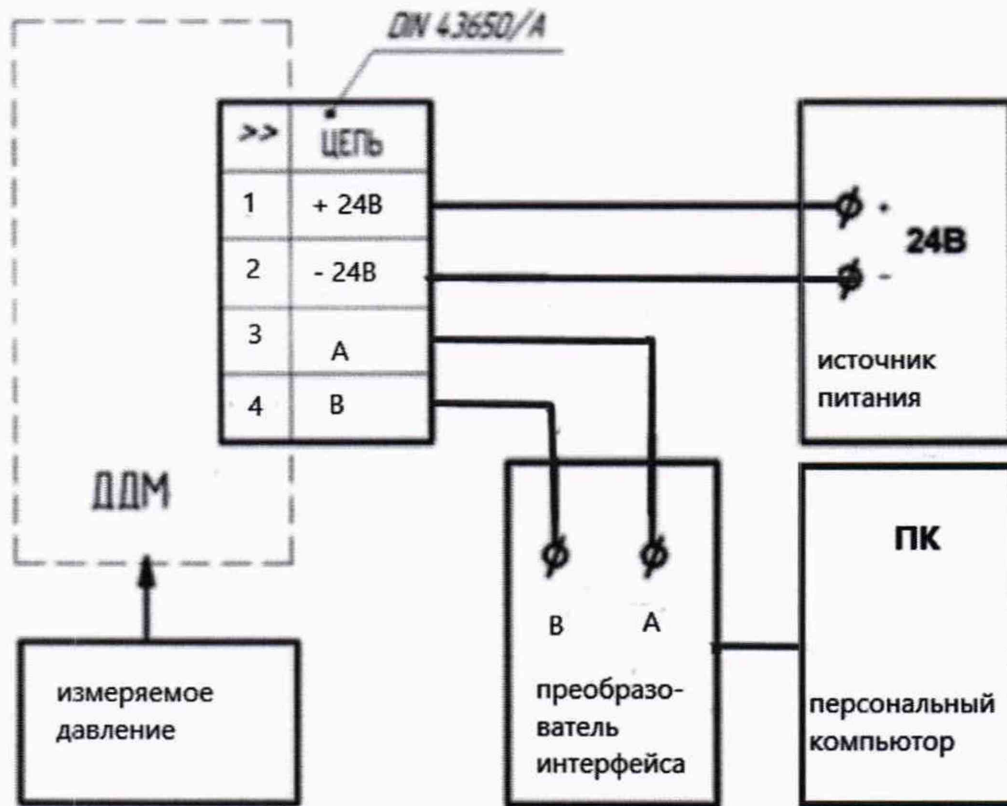 DIN 43650/А
>> ЦЕПЬ
1 + 24В
2 - 24В
3 А
4 В
ДДМ
измеряемое
давление
+
24В
-
источник
питания
В А
преобразо-
ватель
интерфейса
ПК
персональный
компьютор